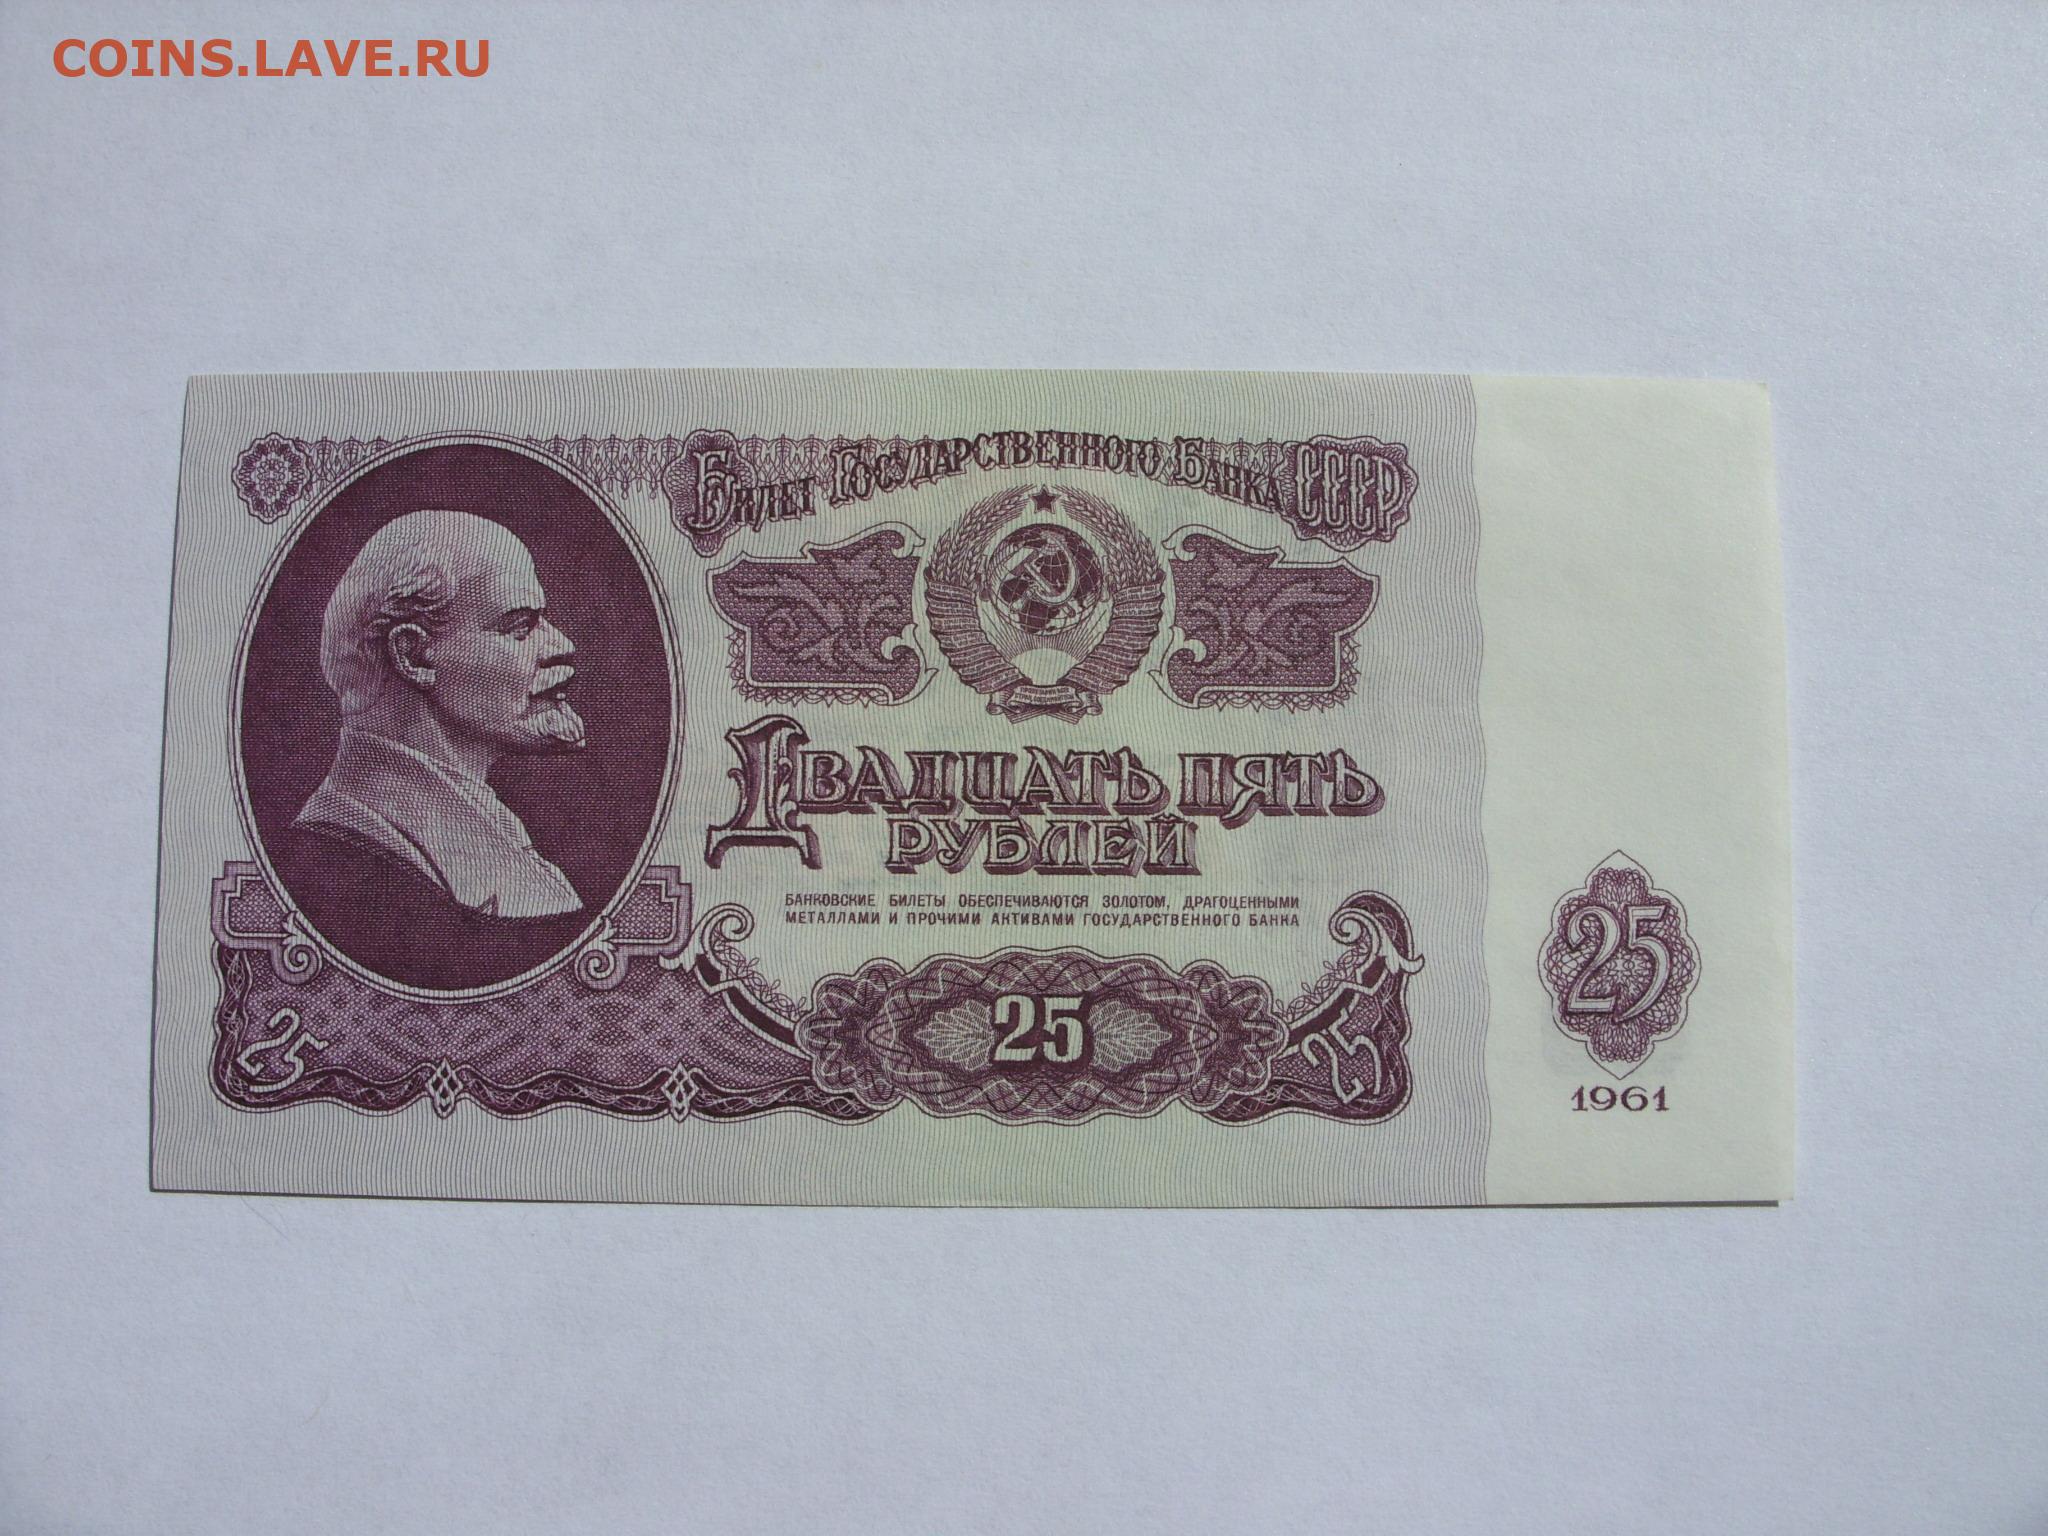 COINS.LAVE.RU
Билет Государственного Банка СССР
Двадцать пять
рублей
БАНКОВСКИЕ БИЛЕТЫ ОБЕСПЕЧИВАЮТСЯ ЗОЛОТОМ, ДРАГОЦЕННЫМИ
МЕТАЛЛАМИ И ПРОЧИМИ АКТИВАМИ ГОСУДАРСТВЕННОГО БАНКА
25
25
25
25
1961